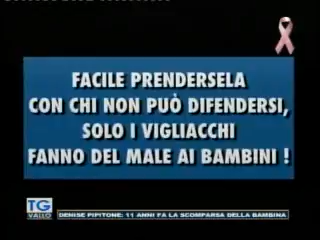 FACILE PRENDERSELA
CON CHI NON PUÒ DIFENDERSI,
SOLO I VIGLIACCHI
FANNO DEL MALE AI BAMBINI !
TG
VALLO
DENISE PIPITONE: 11 ANNI FA LA SCOMPARSA DELLA BAMBINA